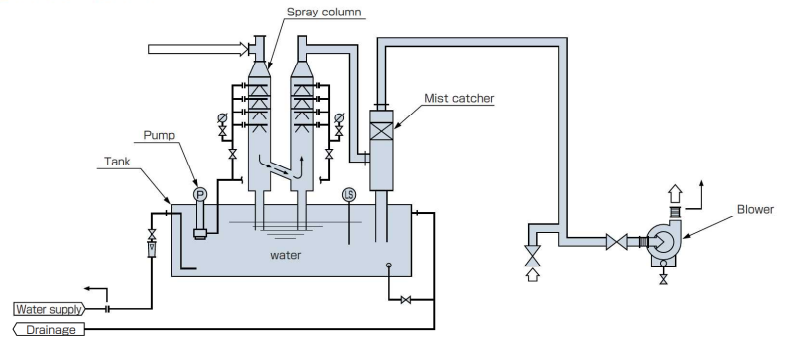 Spray column
Mist catcher
Pump
P
Tank
LS
Blower
water
Water supply
Drainage